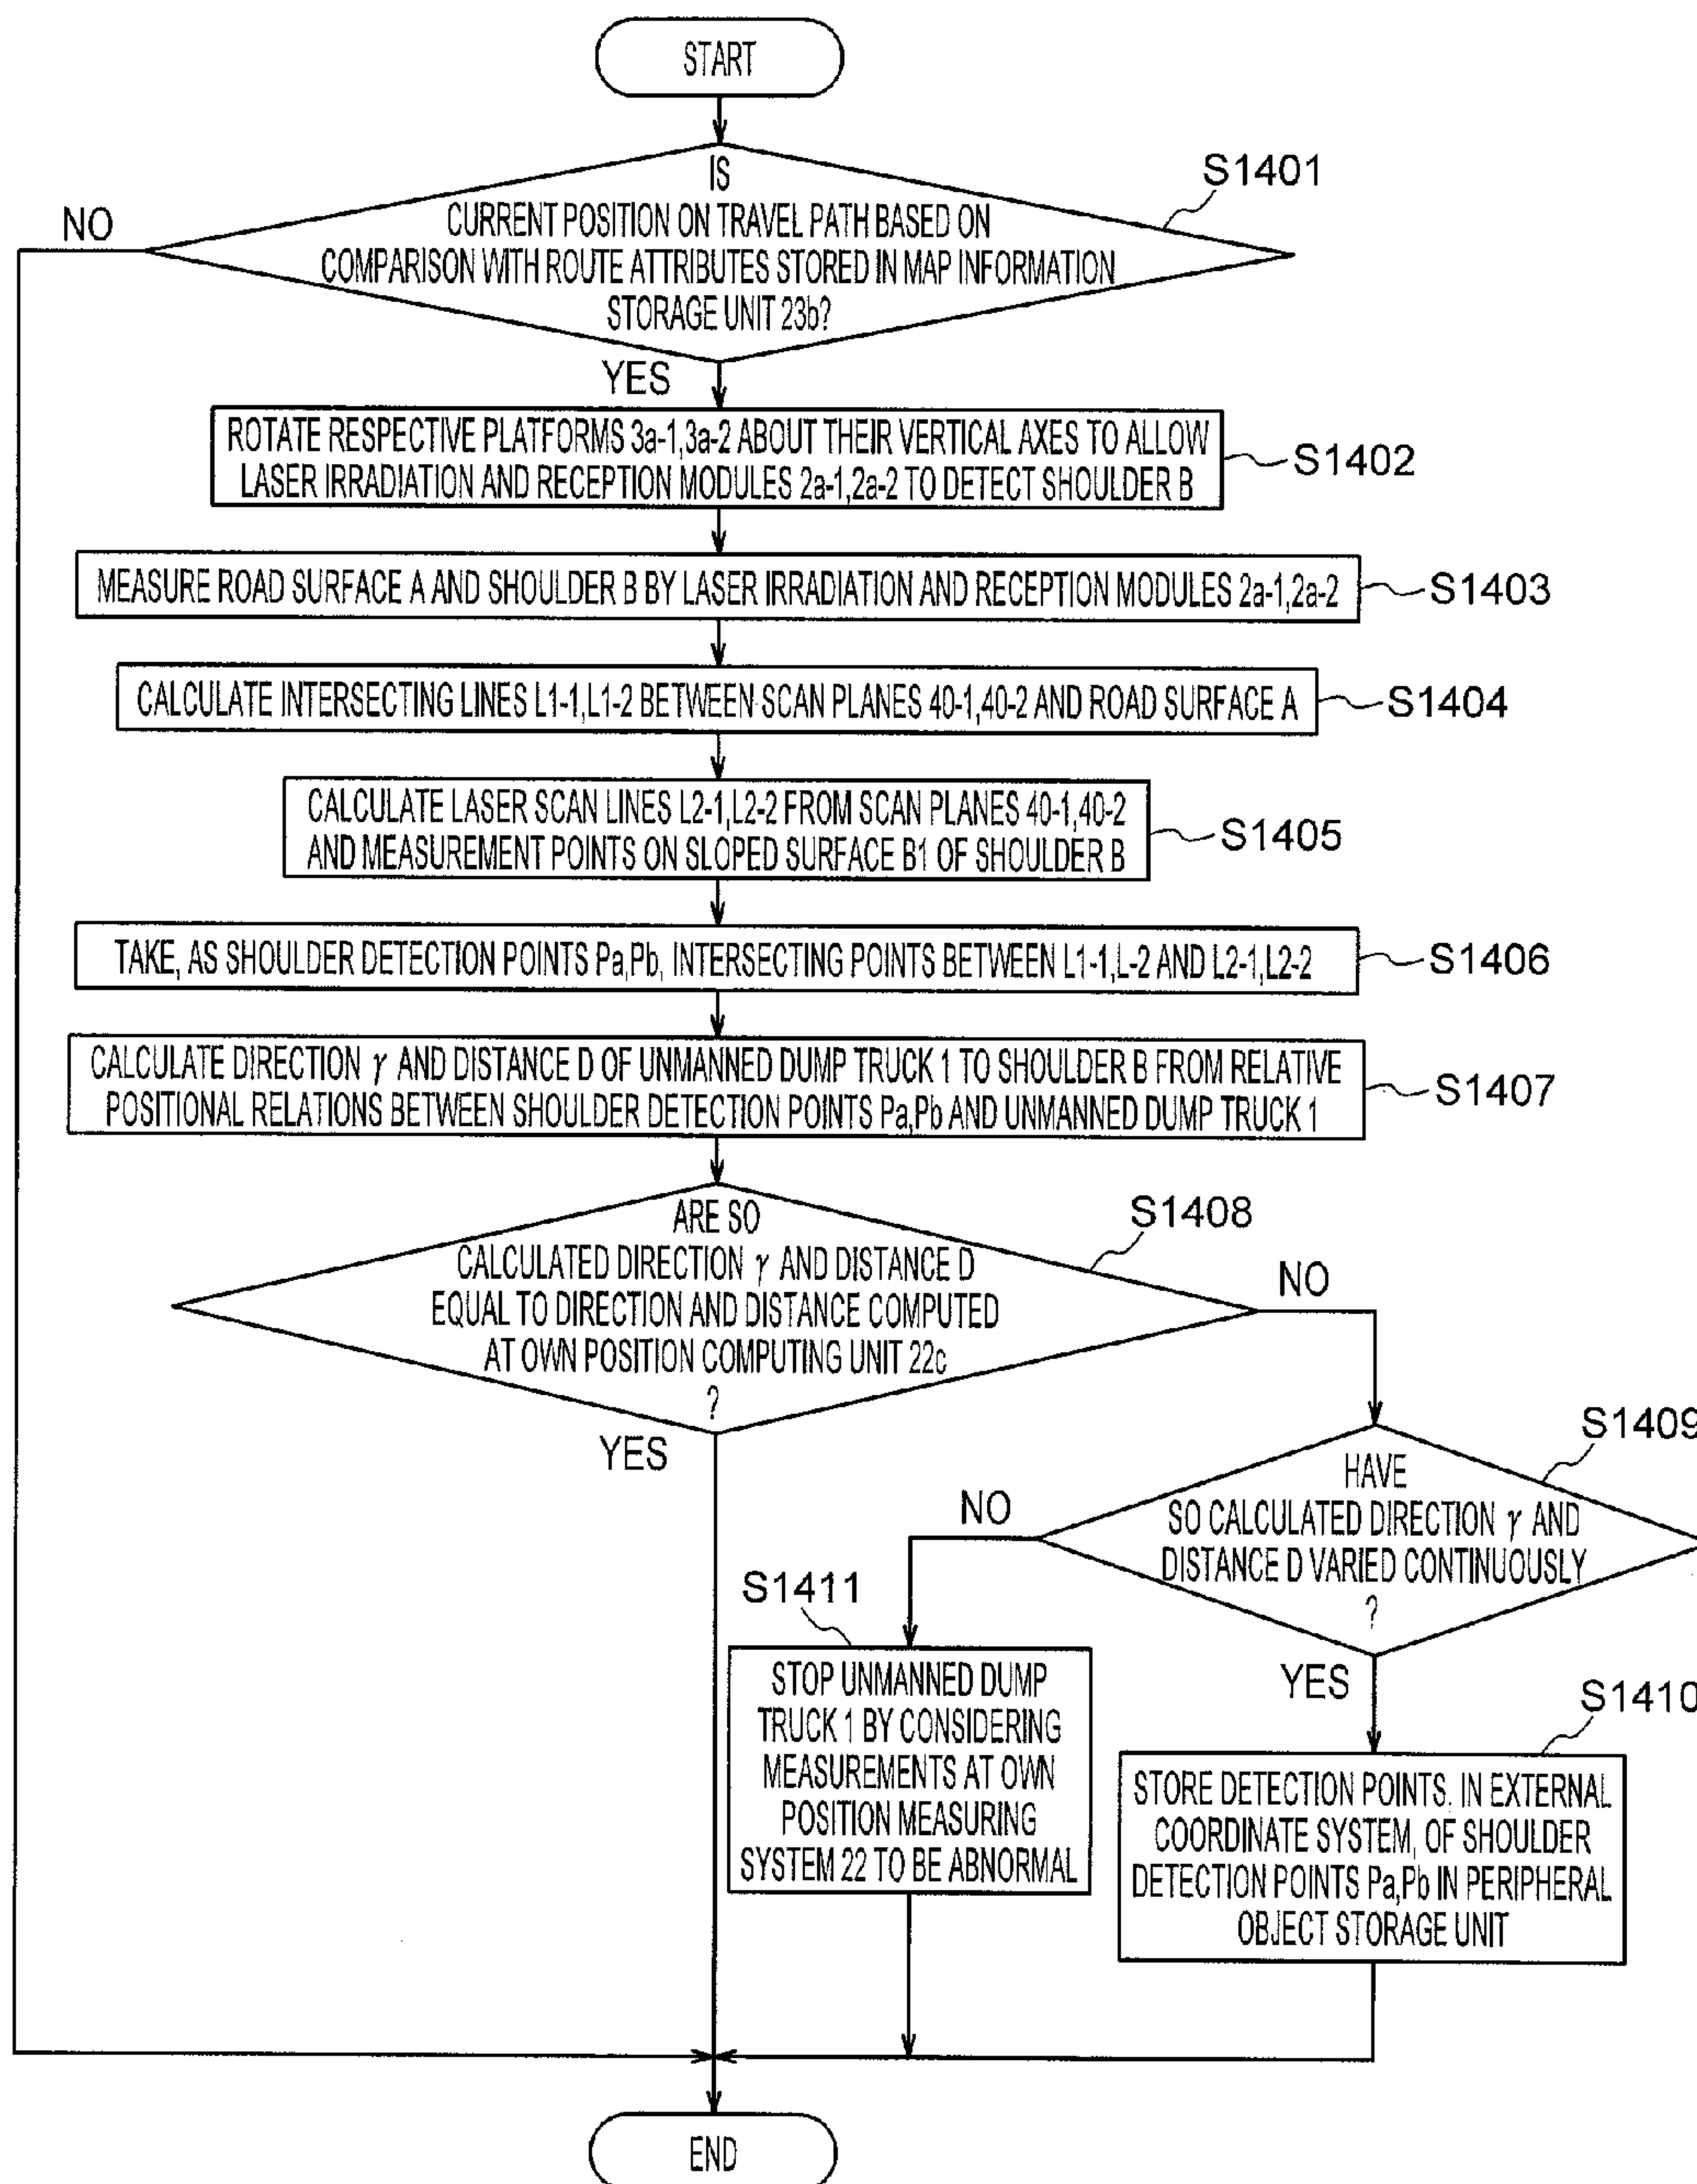 START
IS
CURRENT POSITION ON TRAVEL PATH BASED ON
COMPARISON WITH ROUTE ATTRIBUTES STORED IN MAP INFORMATION
STORAGE UNIT 23b?
S1401
NO
YES
ROTATE RESPECTIVE PLATFORMS 3a-1,3a-2 ABOUT THEIR VERTICAL AXES TO ALLOW
LASER IRRADIATION AND RECEPTION MODULES 2a-1,2a-2 TO DETECT SHOULDER B
S1402
MEASURE ROAD SURFACE A AND SHOULDER B BY LASER IRRADIATION AND RECEPTION MODULES 2a-1,2a-2
S1403
CALCULATE INTERSECTING LINES L1-1,L1-2 BETWEEN SCAN PLANES 40-1,40-2 AND ROAD SURFACE A
S1404
CALCULATE LASER SCAN LINES L2-1,L2-2 FROM SCAN PLANES 40-1,40-2
AND MEASUREMENT POINTS ON SLOPED SURFACE B1 OF SHOULDER B
S1405
TAKE, AS SHOULDER DETECTION POINTS Pa,Pb, INTERSECTING POINTS BETWEEN L1-1,L-2 AND L2-1,L2-2
S1406
CALCULATE DIRECTION γ AND DISTANCE D OF UNMANNED DUMP TRUCK 1 TO SHOULDER B FROM RELATIVE
POSITIONAL RELATIONS BETWEEN SHOULDER DETECTION POINTS Pa,Pb AND UNMANNED DUMP TRUCK 1
S1407
ARE SO
CALCULATED DIRECTION γ AND DISTANCE D
EQUAL TO DIRECTION AND DISTANCE COMPUTED
AT OWN POSITION COMPUTING UNIT 22c
?
S1408
NO
YES
HAVE
SO CALCULATED DIRECTION γ AND
DISTANCE D VARIED CONTINUOUSLY
?
S1409
NO
YES
S1411
STOP UNMANNED DUMP
TRUCK 1 BY CONSIDERING
MEASUREMENTS AT OWN
POSITION MEASURING
SYSTEM 22 TO BE ABNORMAL
S1410
STORE DETECTION POINTS. IN EXTERNAL
COORDINATE SYSTEM, OF SHOULDER
DETECTION POINTS Pa,Pb IN PERIPHERAL
OBJECT STORAGE UNIT
END